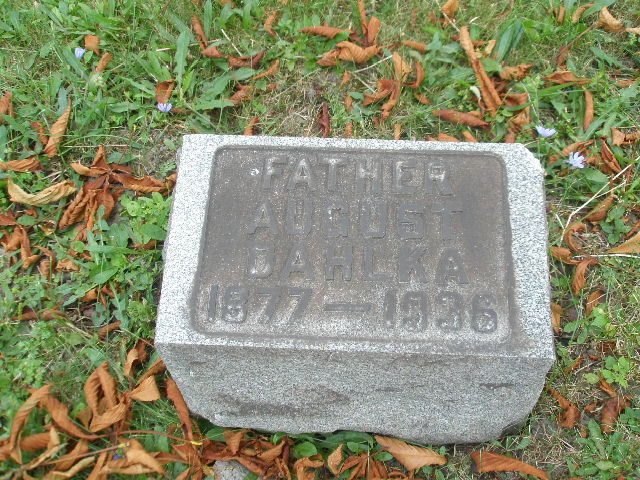 FATHER
AUGUST
DAHLKA
1877 — 1936